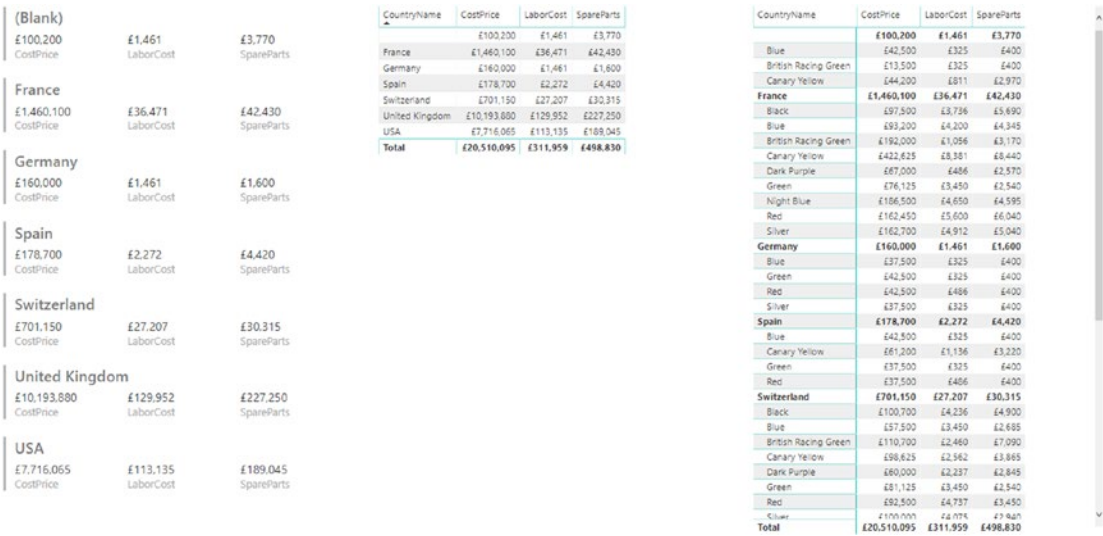 (Blank)
£100,200 £1,461 £3,770
CostPrice LaborCost SpareParts
France
£1,460,100 £36,471 £42,430
CostPrice LaborCost SpareParts
Germany
£160,000 £1,461 £1,600
CostPrice LaborCost SpareParts
Spain
£178,700 £2,272 £4,420
CostPrice LaborCost SpareParts
Switzerland
£701,150 £27,207 £30,315
CostPrice LaborCost SpareParts
United Kingdom
£10,193,880 £129,952 £227,250
CostPrice LaborCost SpareParts
USA
£7,716,065 £113,135 £189,045
CostPrice LaborCost SpareParts
CountryName CostPrice LaborCost SpareParts
£100,200 £1,461 £3,770
France £1,460,100 £36,471 £42,430
Germany £160,000 £1,461 £1,600
Spain £178,700 £2,272 £4,420
Switzerland £701,150 £27,207 £30,315
United Kingdom £10,193,880 £129,952 £227,250
USA £7,716,065 £113,135 £189,045
Total £20,510,095 £311,959 £498,830
CountryName CostPrice LaborCost SpareParts
£100,200 £1,461 £3,770
Blue £42,500 £325 £400
British Racing Green £13,500 £325 £400
Canary Yellow £44,200 £811 £2,970
France £1,460,100 £36,471 £42,430
Black £97,500 £3,736 £5,690
Blue £93,200 £4,200 £4,345
British Racing Green £192,000 £1,056 £3,170
Canary Yellow £422,625 £8,381 £8,440
Dark Purple £67,000 £486 £2,570
Green £76,125 £3,450 £2,540
Night Blue £186,500 £4,650 £4,595
Red £162,450 £5,600 £6,040
Silver £162,700 £4,912 £5,040
Germany £160,000 £1,461 £1,600
Blue £37,500 £325 £400
Green £42,500 £325 £400
Red £42,500 £486 £400
Silver £37,500 £325 £400
Spain £178,700 £2,272 £4,420
Blue £42,500 £325 £400
Canary Yellow £61,200 £1,136 £3,220
Green £37,500 £325 £400
Red £37,500 £486 £400
Switzerland £701,150 £27,207 £30,315
Black £100,700 £4,236 £4,900
Blue £57,500 £3,450 £2,685
British Racing Green £110,700 £2,460 £7,090
Canary Yellow £98,625 £2,562 £3,865
Dark Purple £60,000 £2,237 £2,845
Green £81,125 £3,450 £2,540
Red £92,500 £4,737 £3,450
Silver £100,000 £4,075 £2,940
Total £20,510,095 £311,959 £498,830